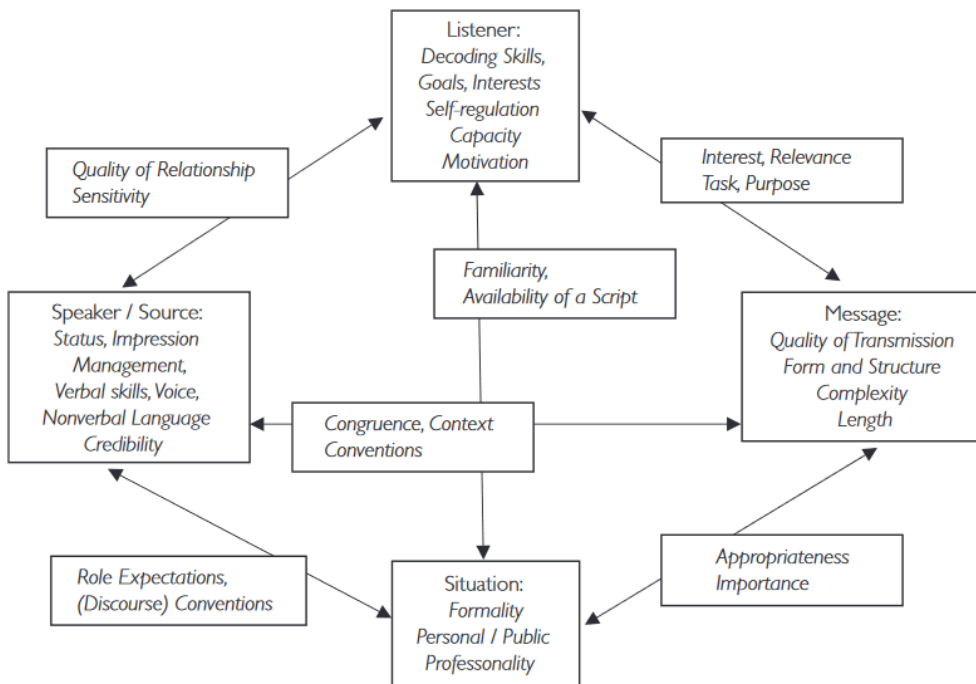 Listener:
Decoding Skills,
Goals, Interests
Self-regulation
Capacity
Motivation
Quality of Relationship
Sensitivity
Interest, Relevance
Task, Purpose
Familiarity,
Availability of a Script
Speaker / Source:
Status, Impression
Management,
Verbal skills, Voice,
Nonverbal Language
Credibility
Message:
Quality of Transmission
Form and Structure
Complexity
Length
Congruence, Context
Conventions
Role Expectations,
(Discourse) Conventions
Appropriateness
Importance
Situation:
Formality
Personal / Public
Professonality